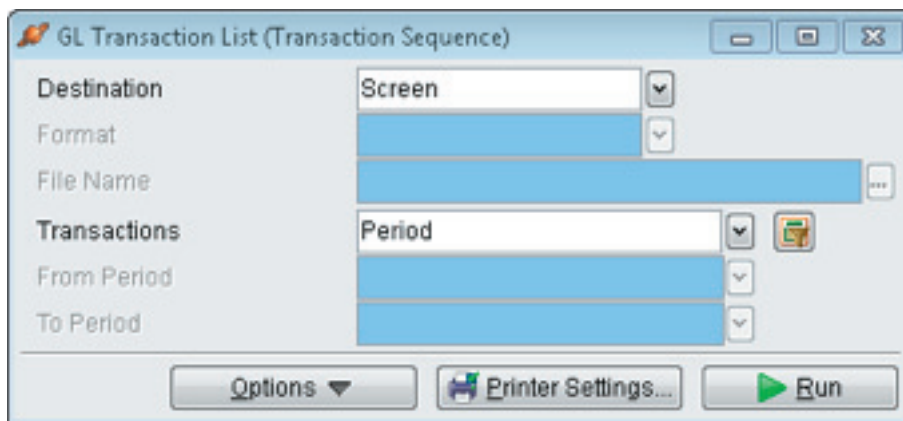 GL Transaction List (Transaction Sequence)
Destination Screen
Format
File Name ...
Transactions Period
From Period
To Period
Options Printer Settings... Run